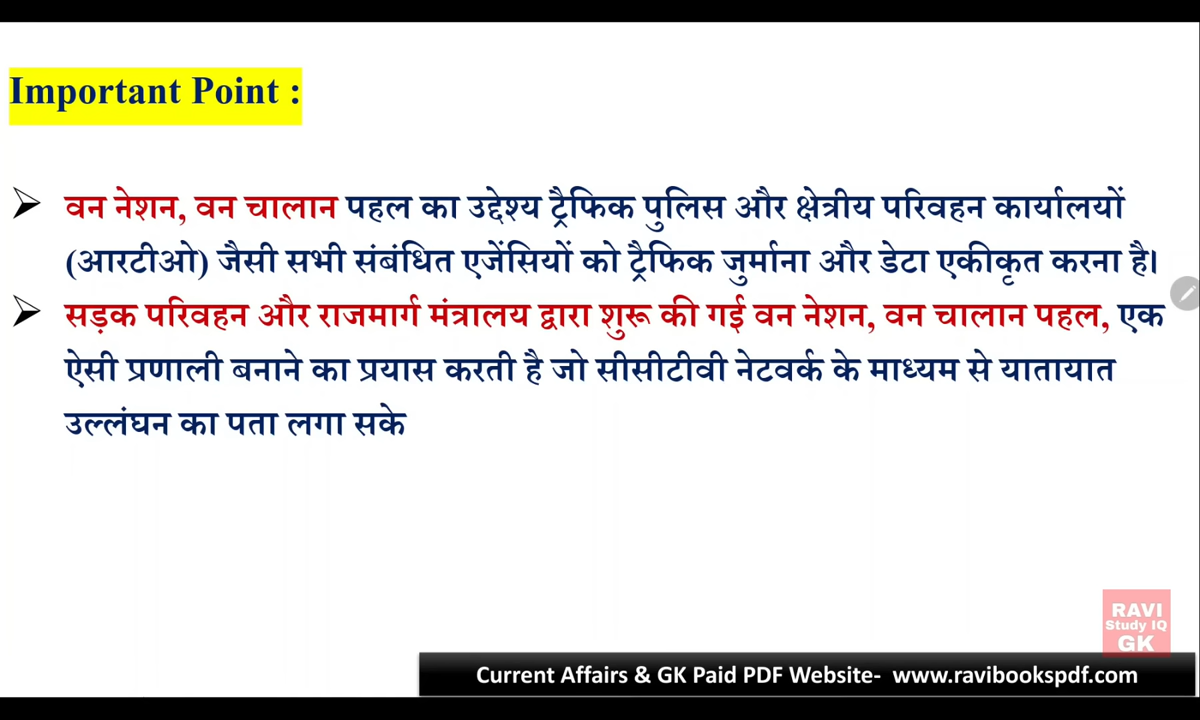 Important Point :
➢ वन नेशन, वन चालान पहल का उद्देश्य ट्रैफिक पुलिस और क्षेत्रीय परिवहन कार्यालयों
(आरटीओ) जैसी सभी संबंधित एजेंसियों को ट्रैफिक जुर्माना और डेटा एकीकृत करना है।
➢ सड़क परिवहन और राजमार्ग मंत्रालय द्वारा शुरू की गई वन नेशन, वन चालान पहल, एक
ऐसी प्रणाली बनाने का प्रयास करती है जो सीसीटीवी नेटवर्क के माध्यम से यातायात
उल्लंघन का पता लगा सके
RAVI
Study IQ
GK
Current Affairs & GK Paid PDF Website- www.ravibookspdf.com